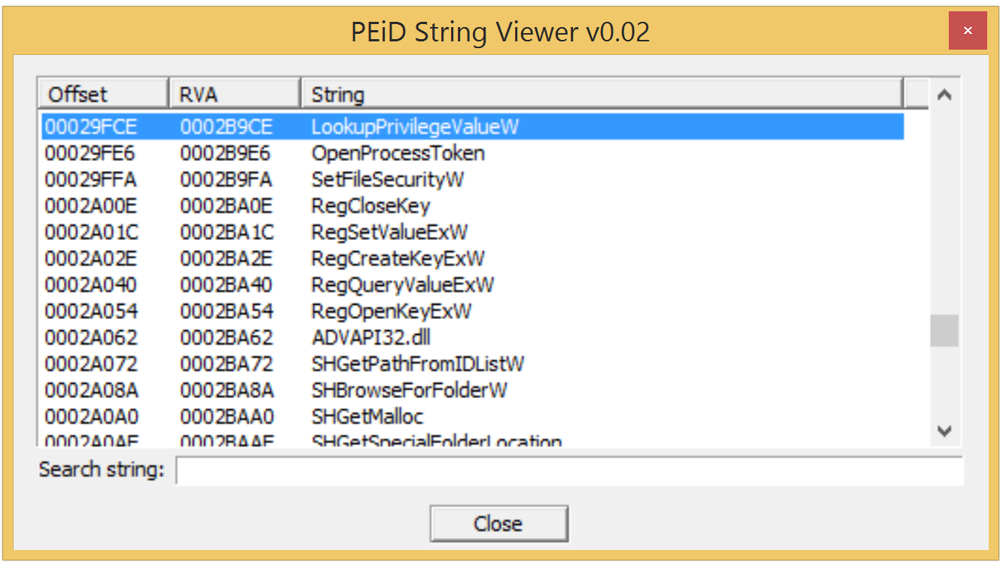 PEiD String Viewer v0.02
Offset RVA String
00029FCE 0002B9CE LookupPrivilegeValueW
00029FE6 0002B9E6 OpenProcessToken
00029FFA 0002B9FA SetFileSecurityW
0002A00E 0002BA0E RegCloseKey
0002A01C 0002BA1C RegSetValueExW
0002A02E 0002BA2E RegCreateKeyExW
0002A040 0002BA40 RegQueryValueExW
0002A054 0002BA54 RegOpenKeyExW
0002A062 0002BA62 ADVAPI32.dll
0002A072 0002BA72 SHGetPathFromIDListW
0002A08A 0002BA8A SHBrowseForFolderW
0002A0A0 0002BAA0 SHGetMalloc
0002A0AE 0002BAAE SHGetSpecialFolderLocation
Search string:
Close